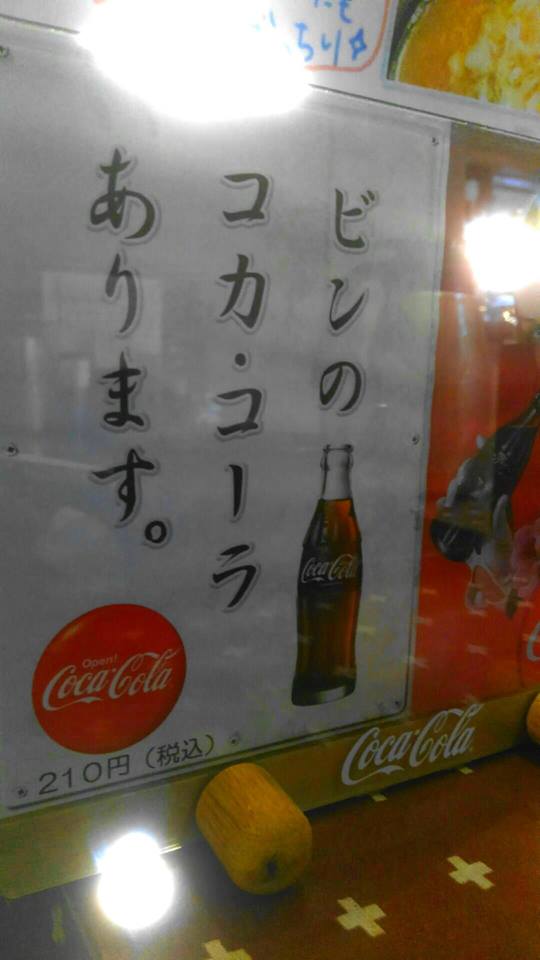 ビンの
コカ・コーラ
あります。
Coca-Cola
Open!
Coca-Cola
210円（税込）
Coca-Cola